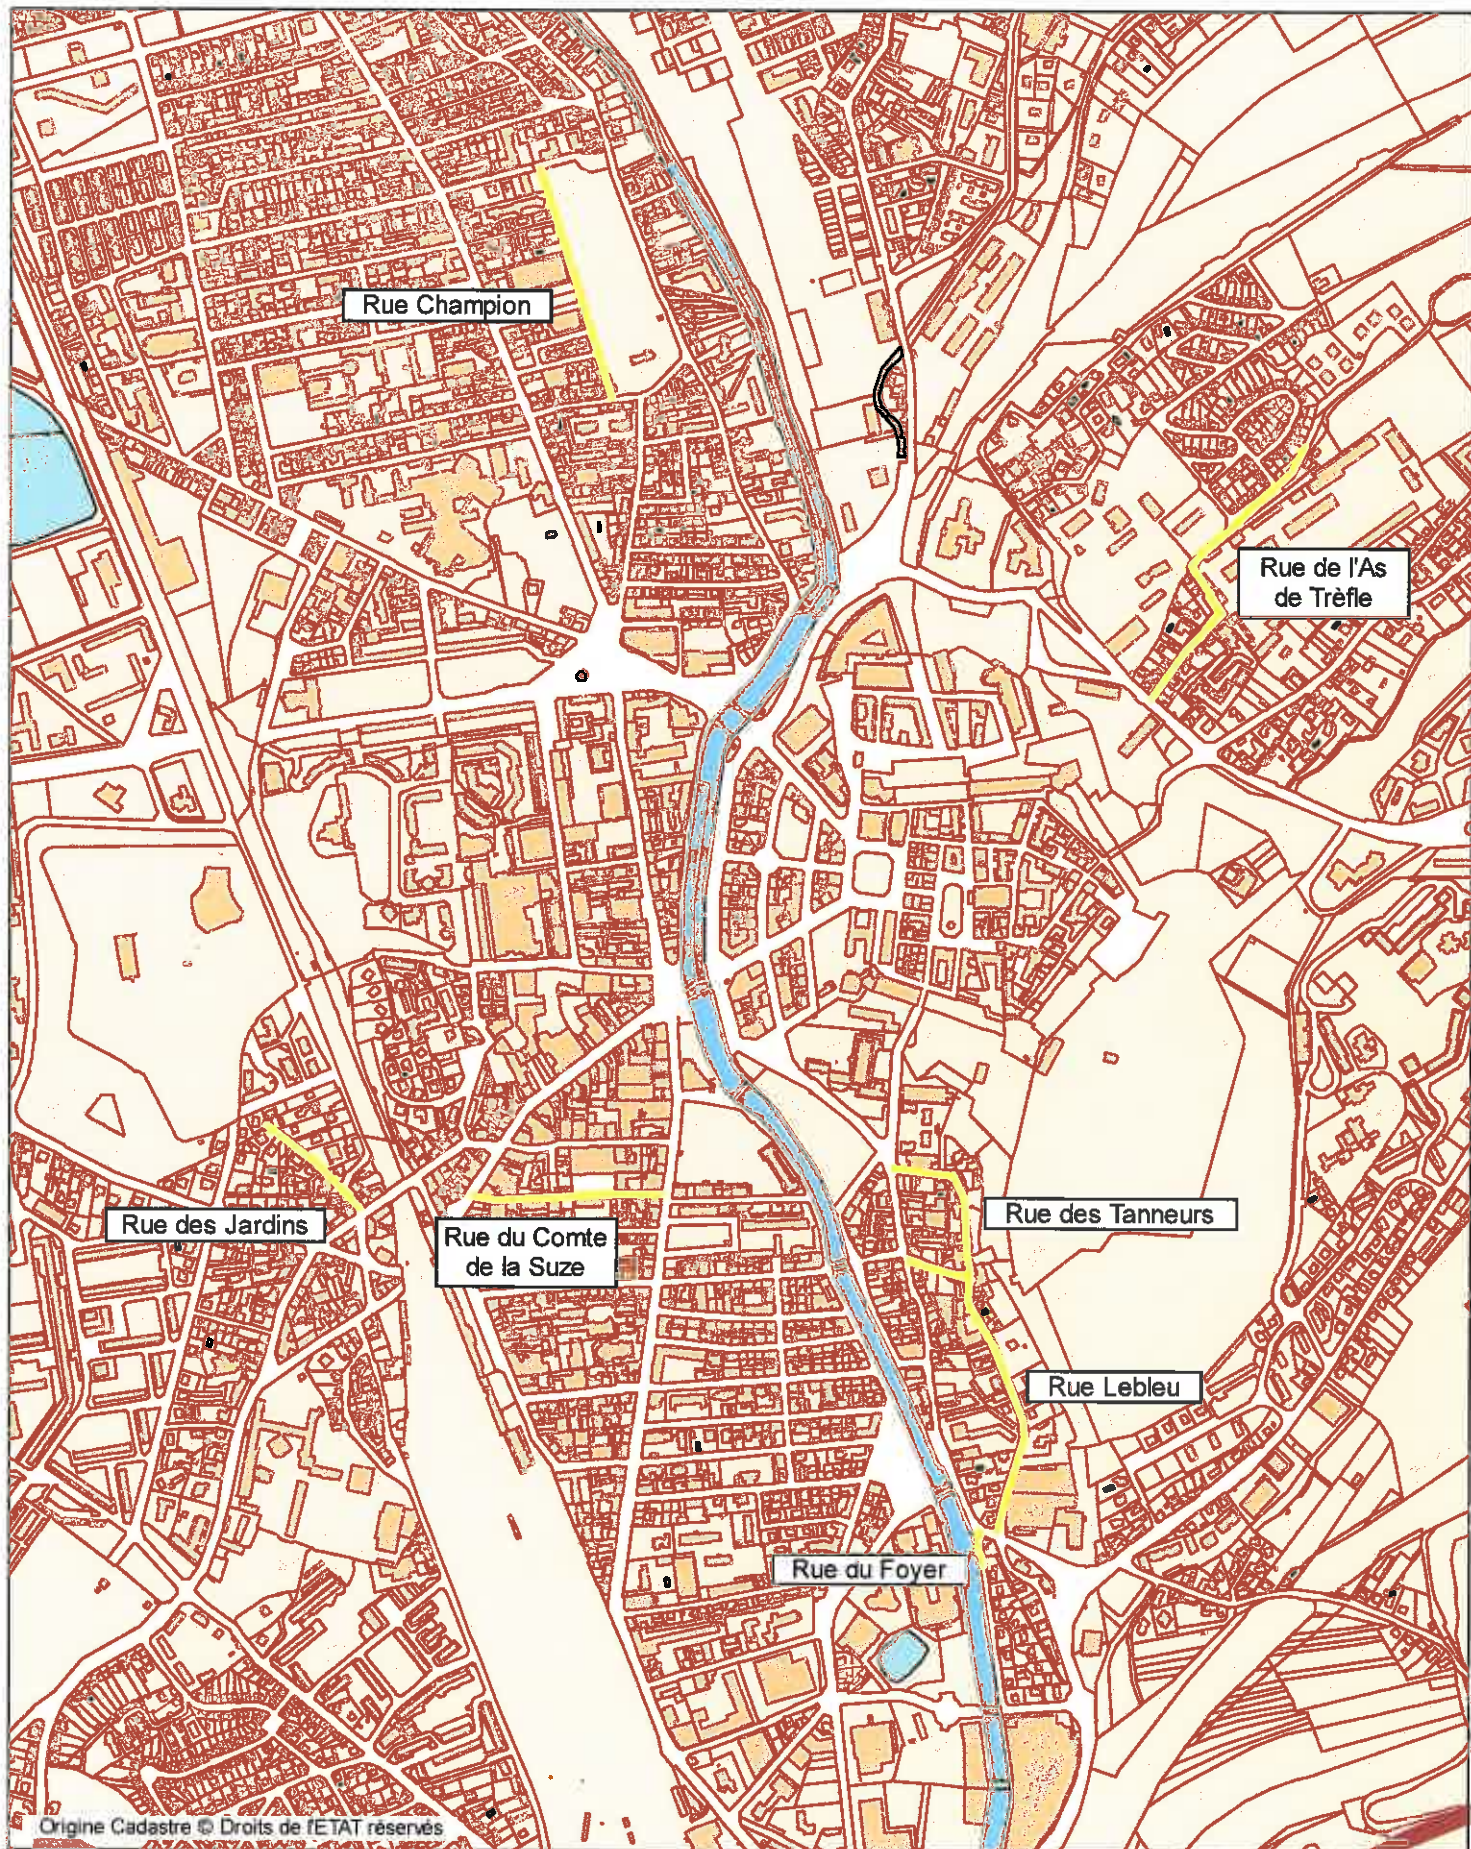 Rue Champion
Rue de l'As
de Trèfle
Rue des Jardins
Rue du Comte
de la Suze
Rue des Tanneurs
Rue Lebleu
Rue du Foyer
Origine Cadastre © Droits de l'ETAT réservés